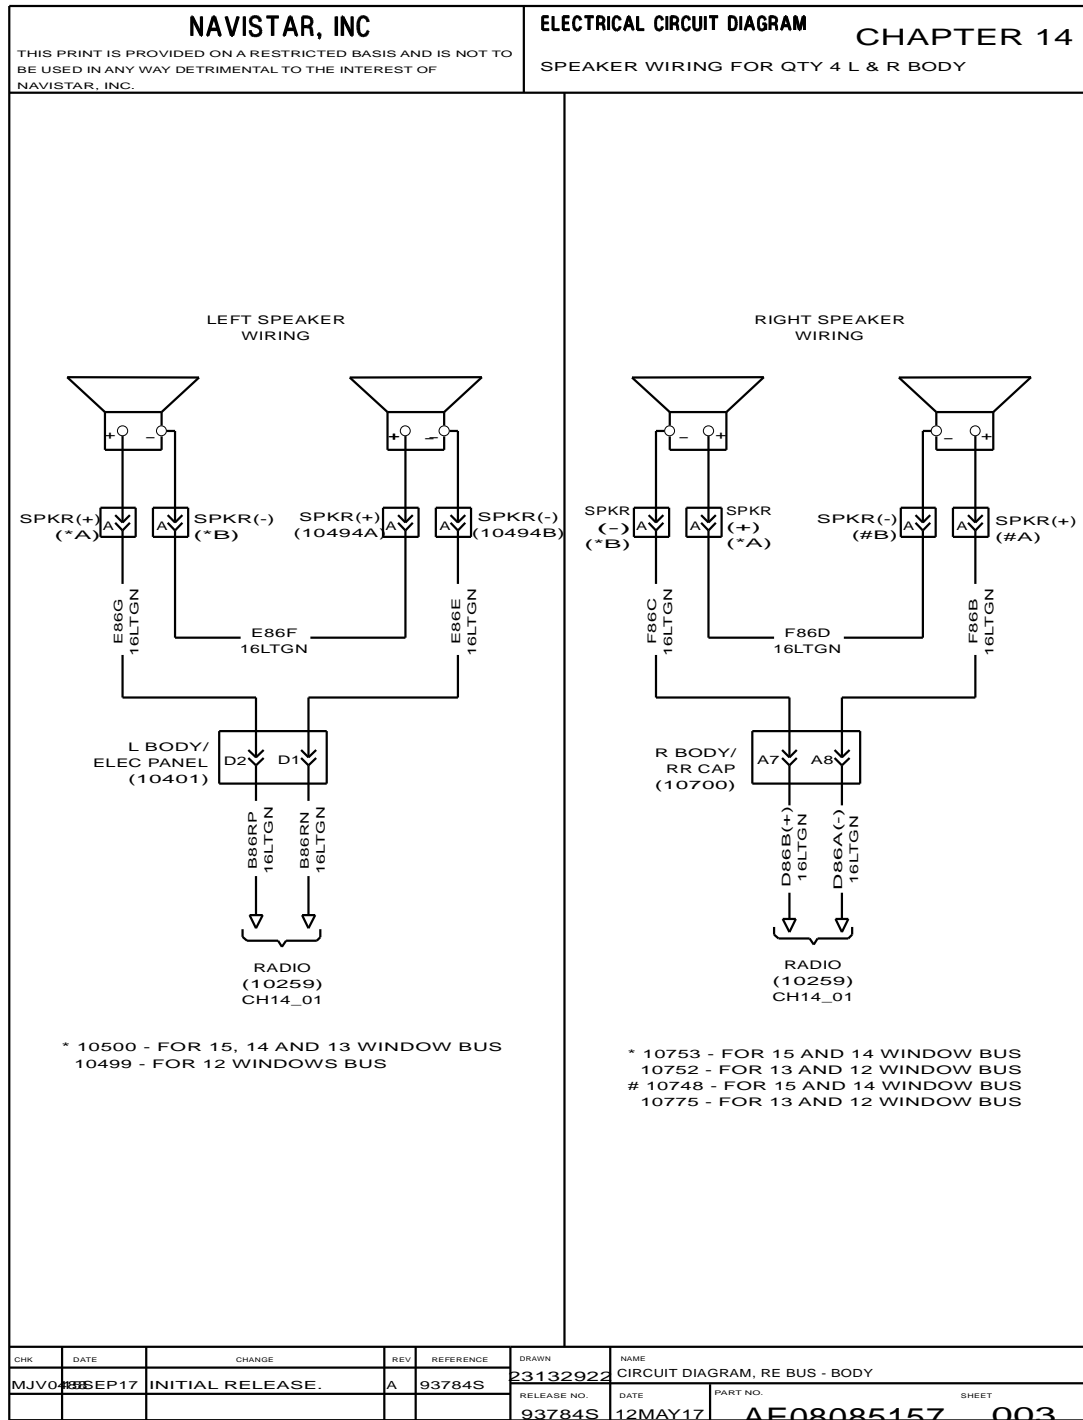 NAVISTAR, INC
THIS PRINT IS PROVIDED ON A RESTRICTED BASIS AND IS NOT TO
BE USED IN ANY WAY DETRIMENTAL TO THE INTEREST OF
NAVISTAR, INC.
ELECTRICAL CIRCUIT DIAGRAM
CHAPTER 14
SPEAKER WIRING FOR QTY 4 L & R BODY
LEFT SPEAKER
WIRING
+ -
+ -
SPKR(+)
(*A)
A
A
SPKR(-)
(*B)
SPKR(+)
(10494A)
A
A
SPKR(-)
(10494B)
E86G
16LTGN
E86F
16LTGN
E86E
16LTGN
L BODY/
ELEC PANEL
(10401)
D2
D1
B86RP
16LTGN
B86RN
16LTGN
RADIO
(10259)
CH14_01
* 10500 - FOR 15, 14 AND 13 WINDOW BUS
10499 - FOR 12 WINDOWS BUS
RIGHT SPEAKER
WIRING
- +
- +
SPKR
(-)
(*B)
A
A
SPKR
(+)
(*A)
SPKR(-)
(#B)
A
A
SPKR(+)
(#A)
F86C
16LTGN
F86D
16LTGN
F86B
16LTGN
R BODY/
RR CAP
(10700)
A7
A8
D86B(+)
16LTGN
D86A(-)
16LTGN
RADIO
(10259)
CH14_01
* 10753 - FOR 15 AND 14 WINDOW BUS
10752 - FOR 13 AND 12 WINDOW BUS
# 10748 - FOR 15 AND 14 WINDOW BUS
10775 - FOR 13 AND 12 WINDOW BUS
CHK DATE CHANGE REV REFERENCE
INITIAL RELEASE. A 93784S
DRAWN
23132922
NAME
CIRCUIT DIAGRAM, RE BUS - BODY
RELEASE NO.
93784S
DATE
12MAY17
PART NO.
AE08085157
SHEET
003